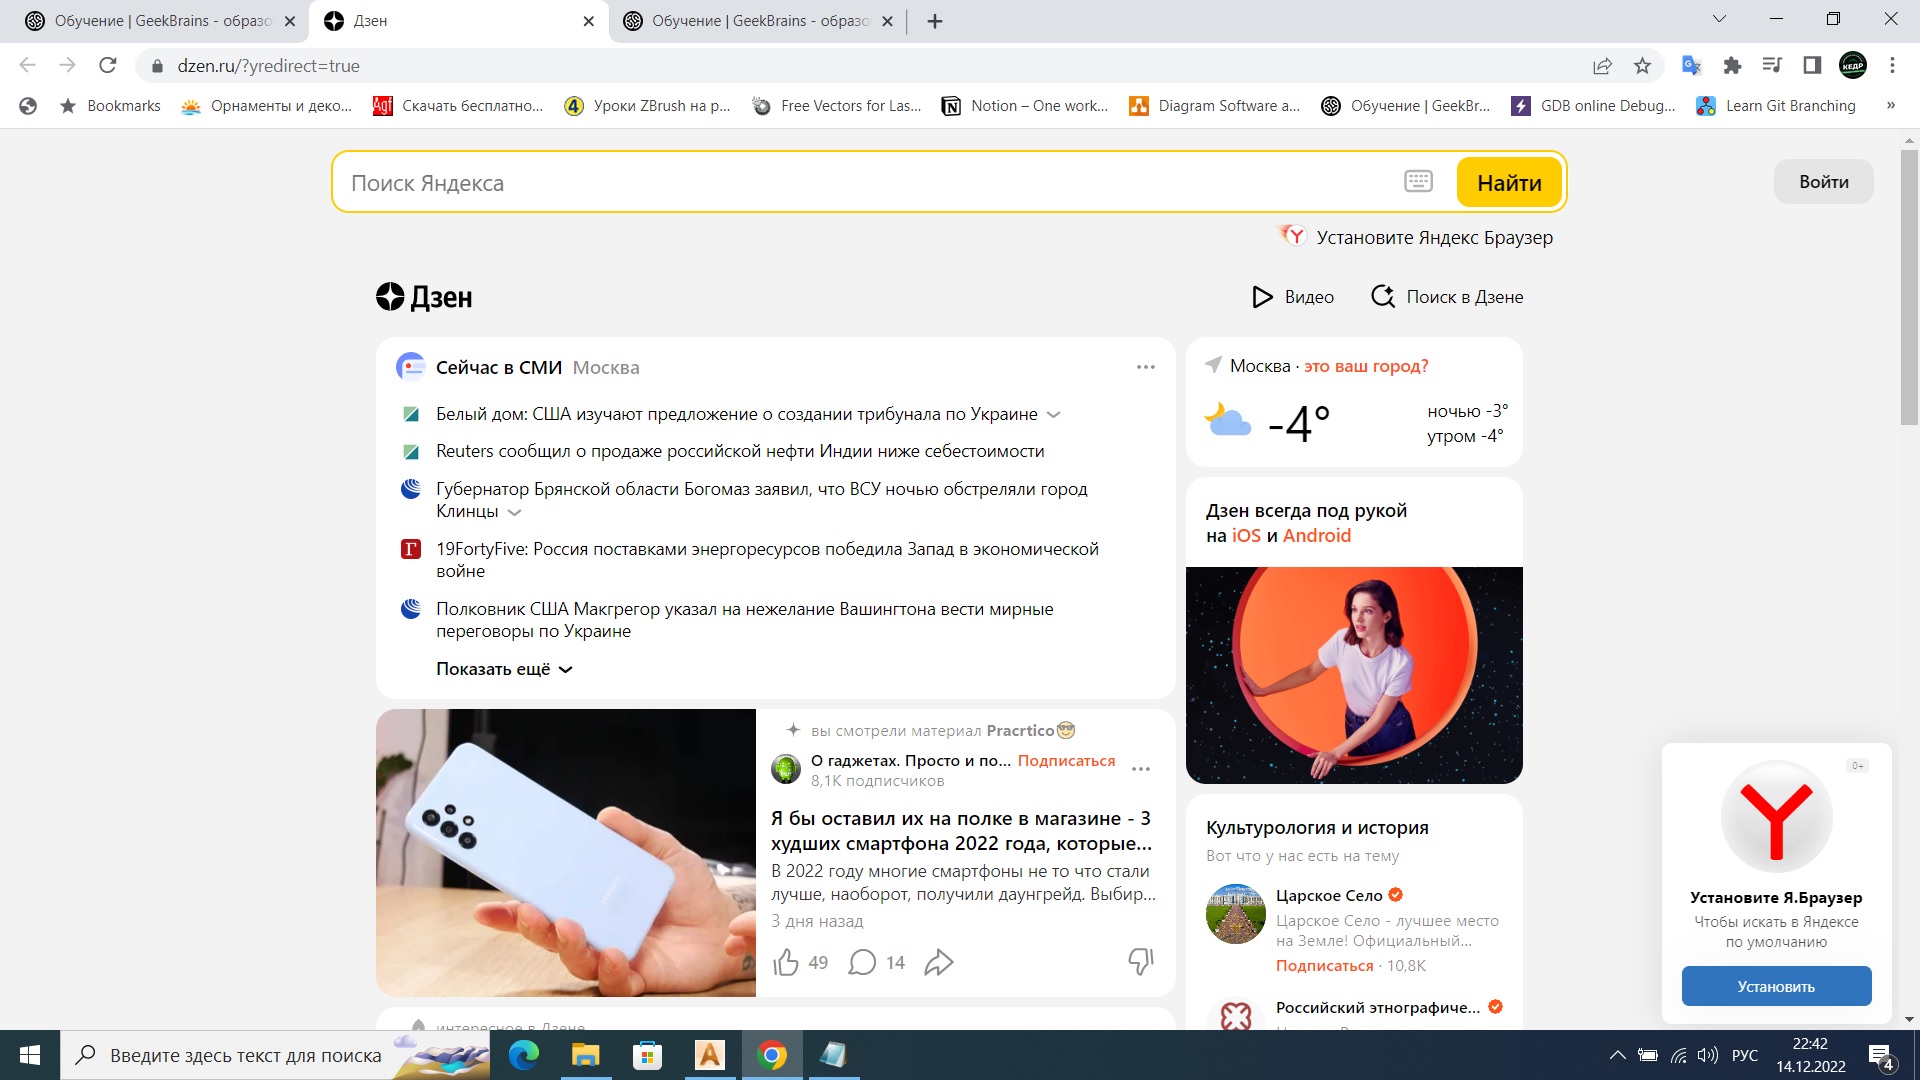 Обучение | GeekBrains - образо
Дзен
Обучение | GeekBrains - образо
dzen.ru/?yredirect=true
КЕДР
Bookmarks
Орнаменты и деко...
Скачать бесплатно...
Уроки ZBrush на р...
Free Vectors for Las...
Notion – One work...
Diagram Software a...
Обучение | GeekBr...
GDB online Debug...
Learn Git Branching
»
Поиск Яндекса
Найти
Войти
Установите Яндекс Браузер
Дзен
Видео
Поиск в Дзене
Сейчас в СМИ Москва
Белый дом: США изучают предложение о создании трибунала по Украине
Reuters сообщил о продаже российской нефти Индии ниже себестоимости
Губернатор Брянской области Богомаз заявил, что ВСУ ночью обстреляли город
Клинцы
19FortyFive: Россия поставками энергоресурсов победила Запад в экономической
войне
Полковник США Макгрегор указал на нежелание Вашингтона вести мирные
переговоры по Украине
Показать ещё
Москва · это ваш город?
-4°
ночью -3°
утром -4°
Дзен всегда под рукой
на iOS и Android
вы смотрели материал Pracrtico
О гаджетах. Просто и по... Подписаться
8,1K подписчиков
Я бы оставил их на полке в магазине - 3
худших смартфона 2022 года, которые...
В 2022 году многие смартфоны не то что стали
лучше, наоборот, получили даунгрейд. Выбир...
3 дня назад
49
14
интересное в Дзене
Культурология и история
Вот что у нас есть на тему
Царское Село
Царское Село - лучшее место
на Земле! Официальный...
Подписаться · 10,8K
Российский этнографиче...
0+
Установите Я.Браузер
Чтобы искать в Яндексе
по умолчанию
Установить
Введите здесь текст для поиска
РУС
22:42
14.12.2022
4